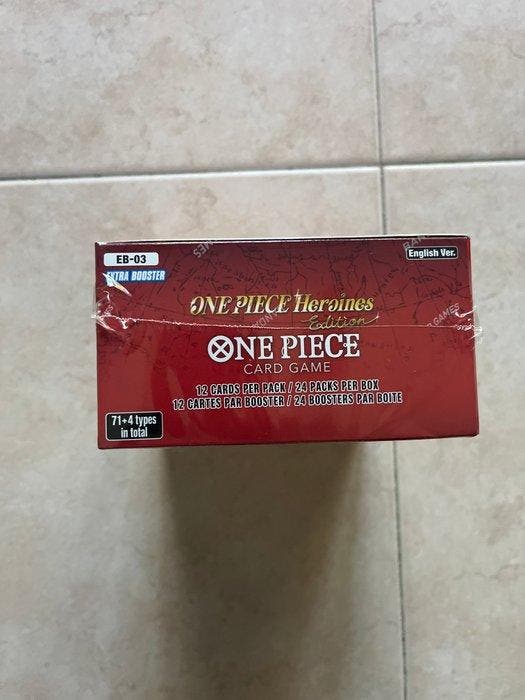 EB-03
EXTRA BOOSTER
English Ver.
ONE PIECE Heroines
Edition
ONE PIECE
CARD GAME
12 CARDS PER PACK / 24 PACKS PER BOX
12 CARTES PAR BOOSTER / 24 BOOSTERS PAR BOITE
71+4 types
in total